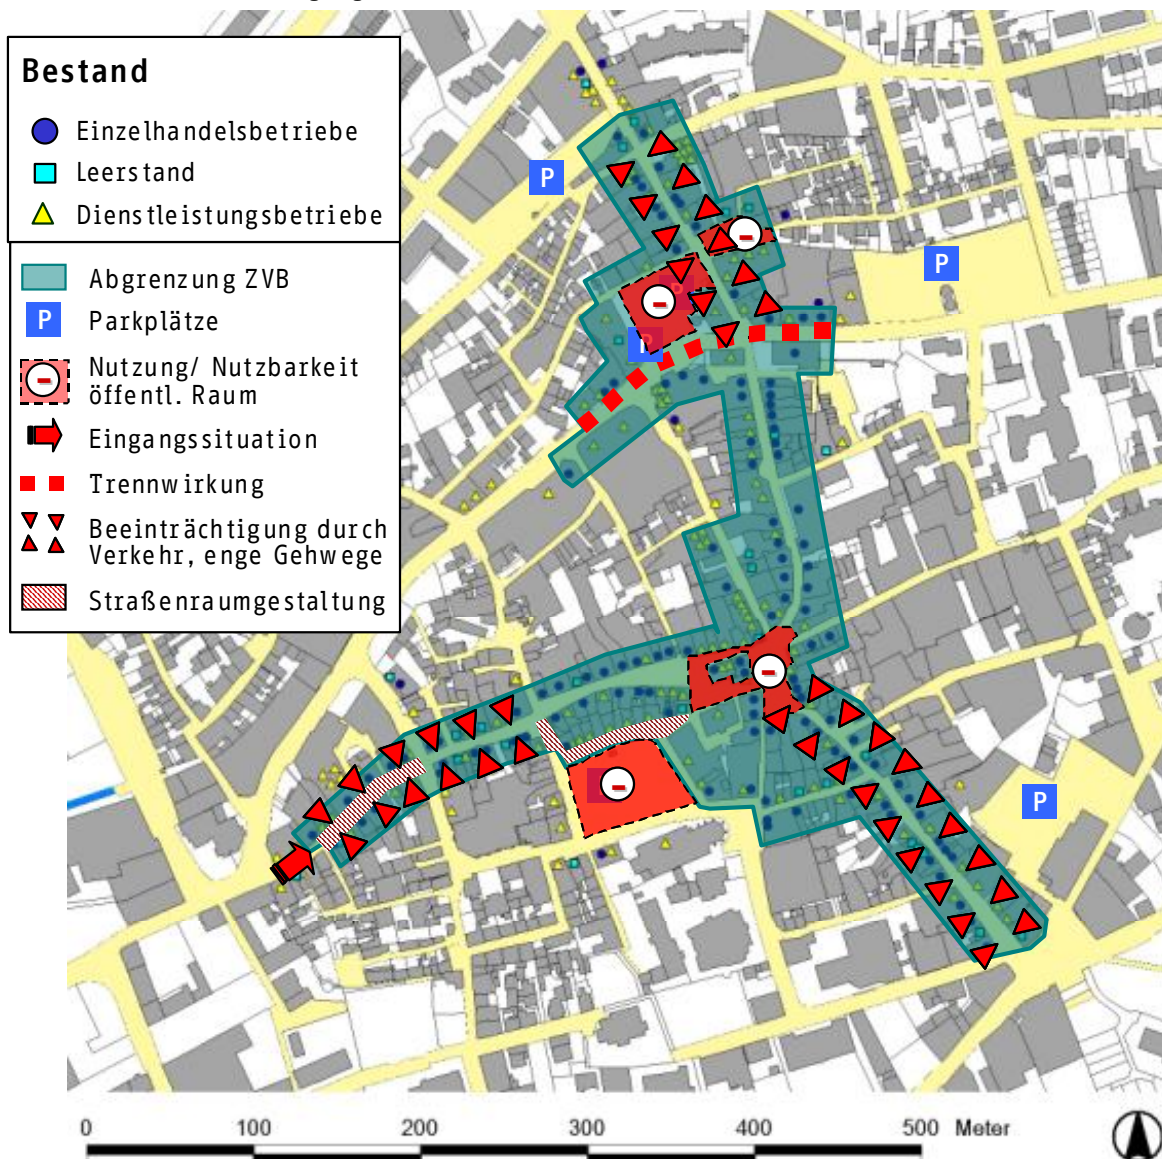 Bestand
Einzelhandelsbetriebe
Leerstand
Dienstleistungsbetriebe
Abgrenzung ZVB
P Parkplätze
Nutzung/ Nutzbarkeit
öffentl. Raum
Eingangssituation
Trennwirkung
Beeinträchtigung durch
Verkehr, enge Gehwege
Straßenraumgestaltung
P
P
P
P
P
0 100 200 300 400 500 Meter